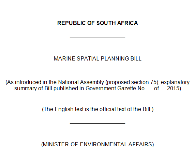 REPUBLIC OF SOUTH AFRICA
MARINE SPATIAL PLANNING BILL
(As introduced in the National Assembly (proposed section 75); explanatory
summary of Bill published in Government Gazette No of 2015)
(The English text is the official text of the Bill)
(MINISTER OF ENVIRONMENTAL AFFAIRS)